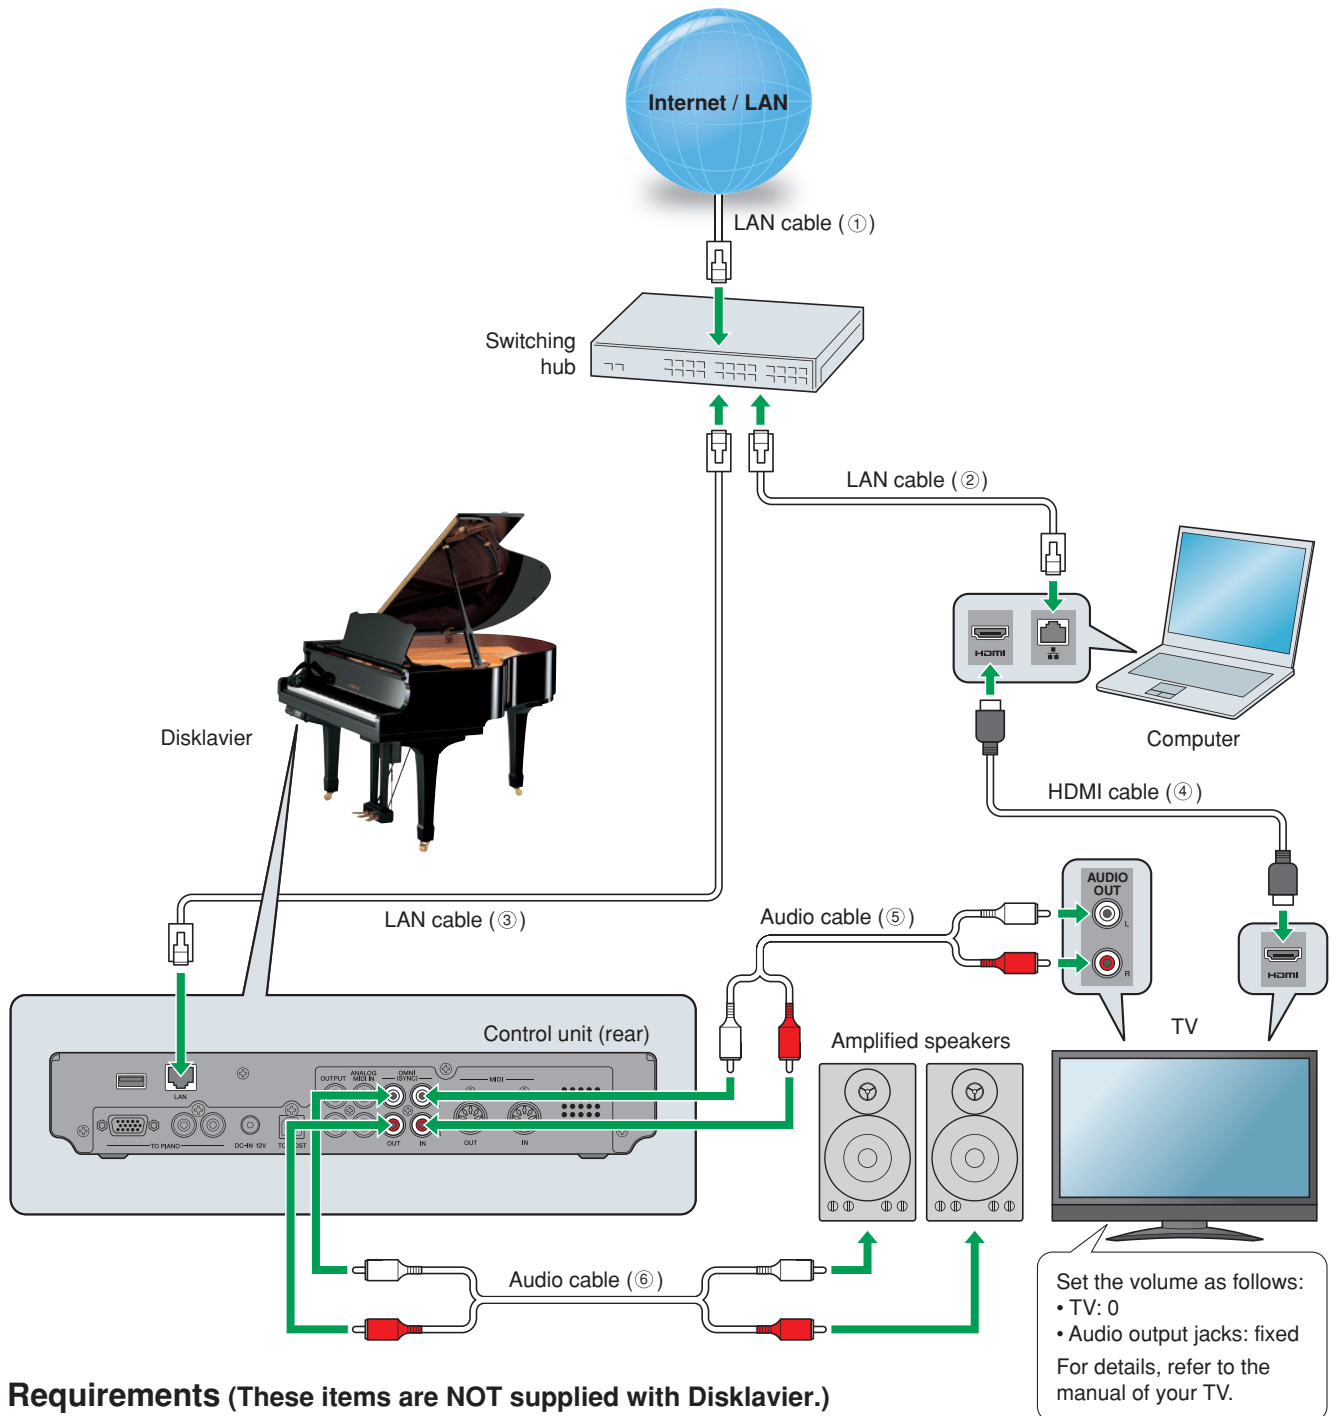 Internet / LAN
LAN cable (①)
Switching
hub
LAN cable (②)
HDMI
Computer
Disklavier
HDMI cable (④)
AUDIO
OUT
L
R
HDMI
LAN cable (③)
Audio cable (⑤)
TV
Control unit (rear)
Amplified speakers
OUTPUT
ANALOG
MIDI IN
OMNI
(SYNC)
MIDI
LAN
TO PIANO
DC-IN 12V
OUT
IN
OUT
IN
Audio cable (⑥)
Set the volume as follows:
• TV: 0
• Audio output jacks: fixed
For details, refer to the
manual of your TV.
Requirements (These items are NOT supplied with Disklavier.)